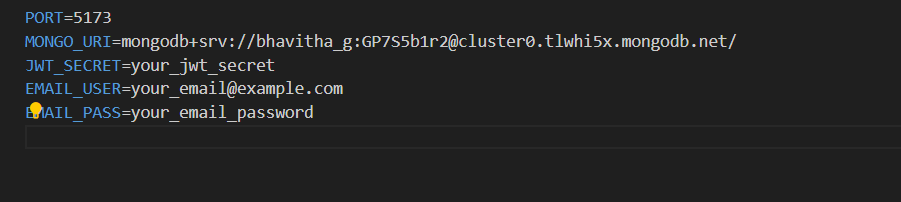 PORT=5173
MONGO_URI=mongodb+srv://bhavitha_g:GP7S5b1r2@cluster0.tlwhi5x.mongodb.net/
JWT_SECRET=your_jwt_secret
EMAIL_USER=your_email@example.com
EMAIL_PASS=your_email_password